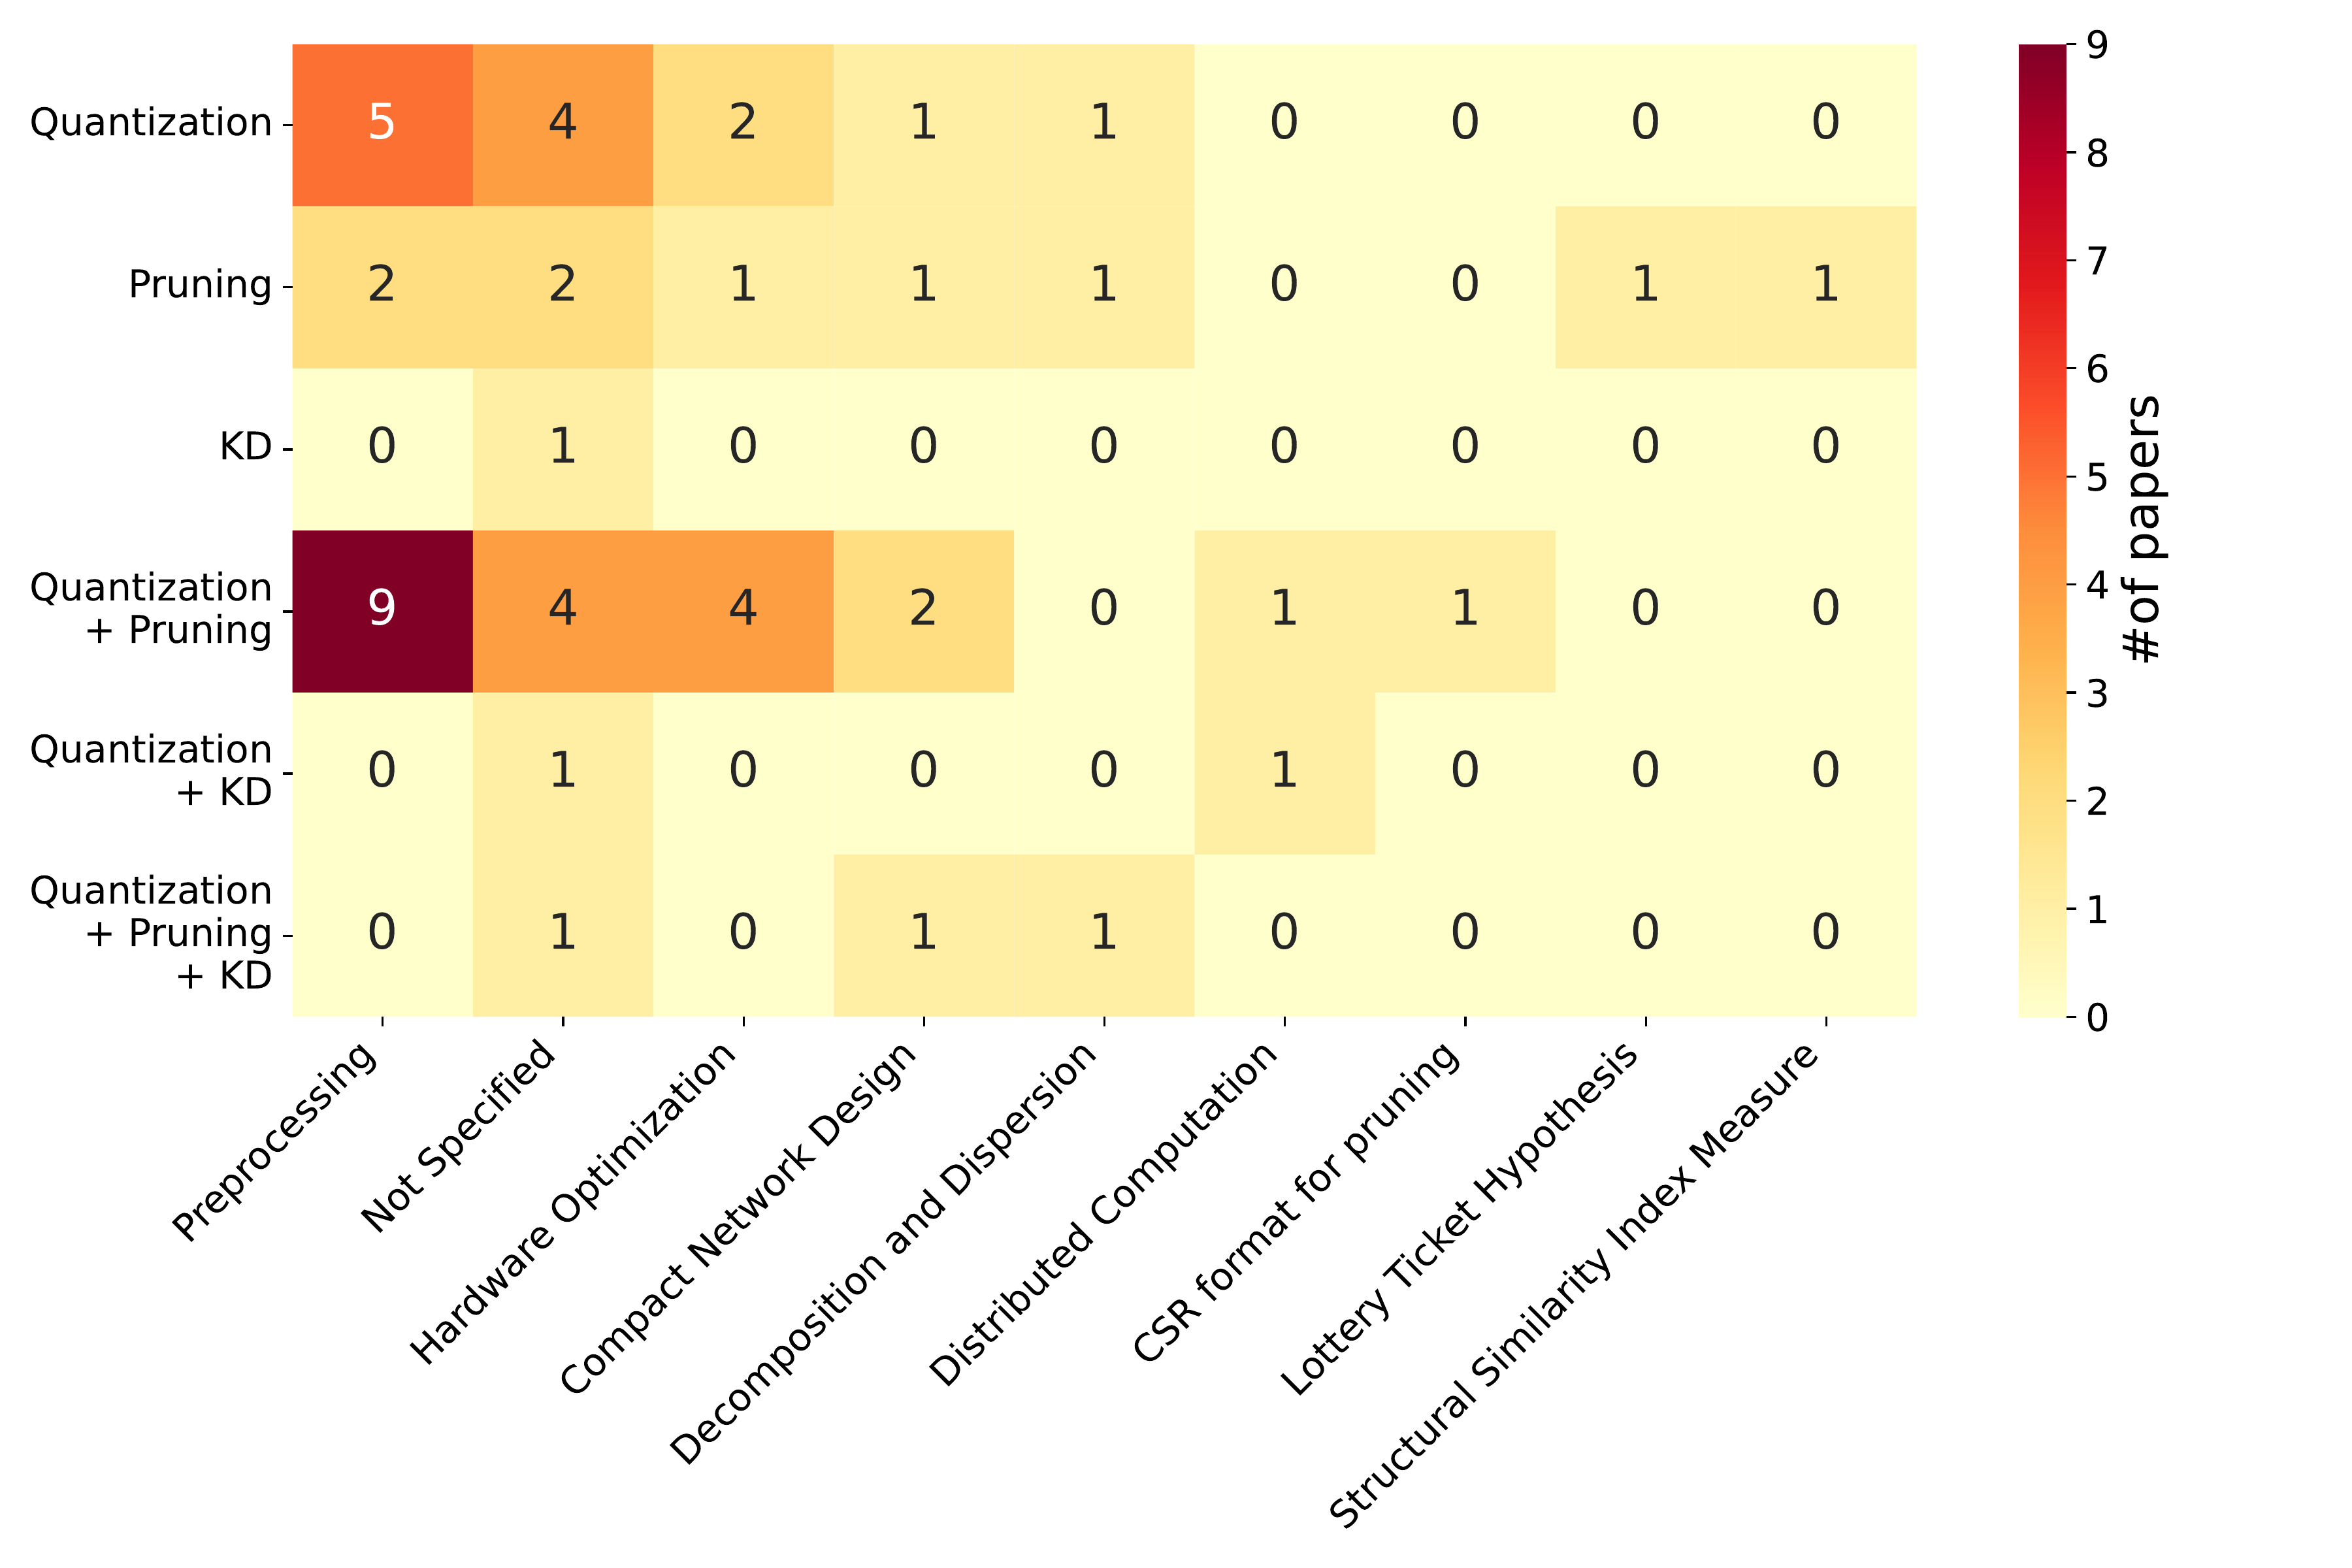 Quantization
5 4 2 1 1 0 0 0 0
Pruning
2 2 1 1 1 0 0 1 1
KD
0 1 0 0 0 0 0 0 0
Quantization
+ Pruning
9 4 4 2 0 1 1 0 0
Quantization
+ KD
0 1 0 0 0 1 0 0 0
Quantization
+ Pruning
+ KD
0 1 0 1 1 0 0 0 0
Preprocessing
Not Specified
Hardware Optimization
Compact Network Design
Decomposition and Dispersion
Distributed Computation
CSR format for pruning
Lottery Ticket Hypothesis
Structural Similarity Index Measure
9
8
7
6
5
4
3
2
1
0
#of papers